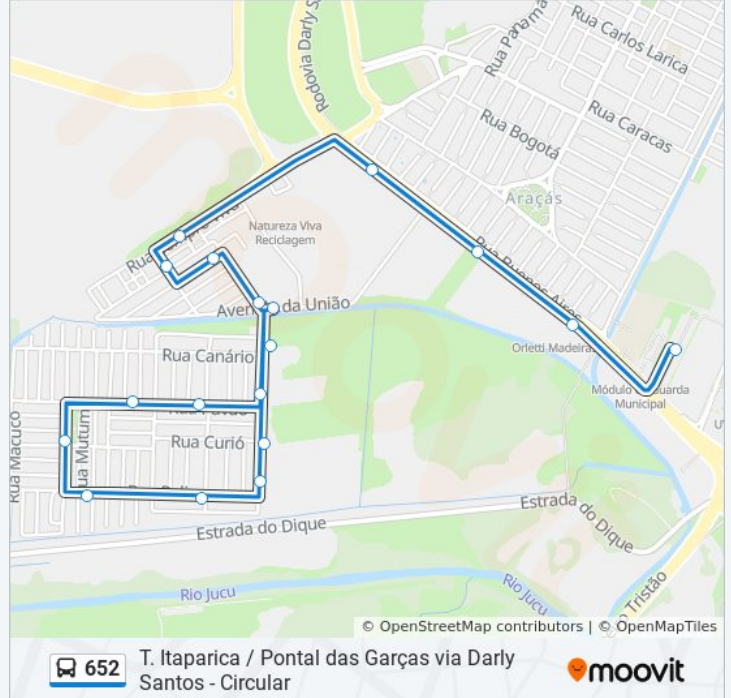 Rua Panamá
Rua Carlos Larica
Rodovia Darly S
Rua Caracas
Rua Bogotá
Araçás
Natureza VIva
Reciclagem
Rua
Rua Buenos Aires
Avenida da União
Orletti Madeiras
Rua Canário
Módulo Guarda
Municipal
Rua Macuco
ua Mutum
Rua Curió
Estrada do Dique
Estrada do Dique
Rio Jucu
Rio Jucu
Tristão
© OpenStreetMap contributors | © OpenMapTiles
652
T. Itaparica / Pontal das Garças via Darly
Santos - Circular
moovit